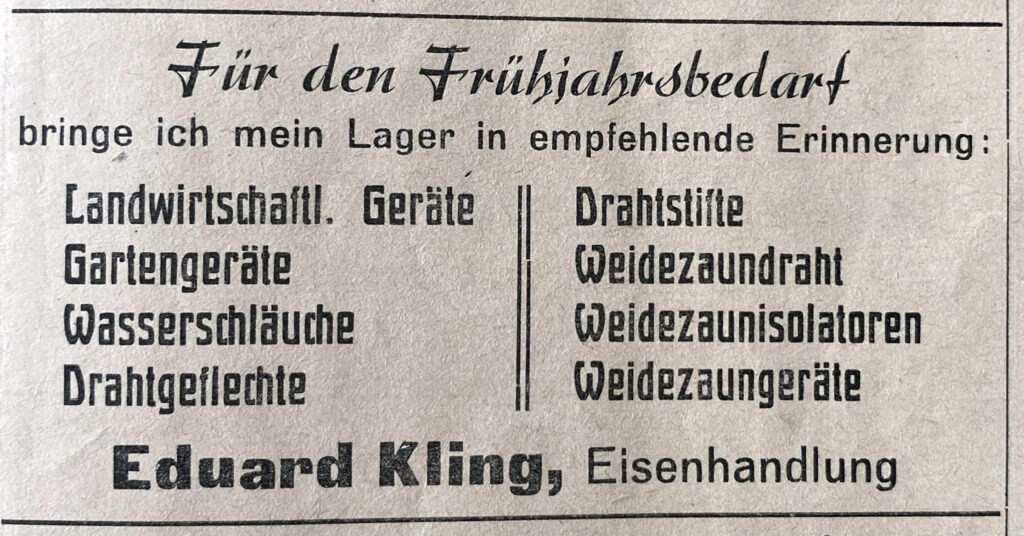 Für den Frühjahrsbedarf
bringe ich mein Lager in empfehlende Erinnerung:
Landwirtschaftl. Geräte
Gartengeräte
Wasserschläuche
Drahtgeflechte
Drahtstifte
Weidezaundraht
Weidezaunisolatoren
Weidezaungeräte
Eduard Kling, Eisenhandlung